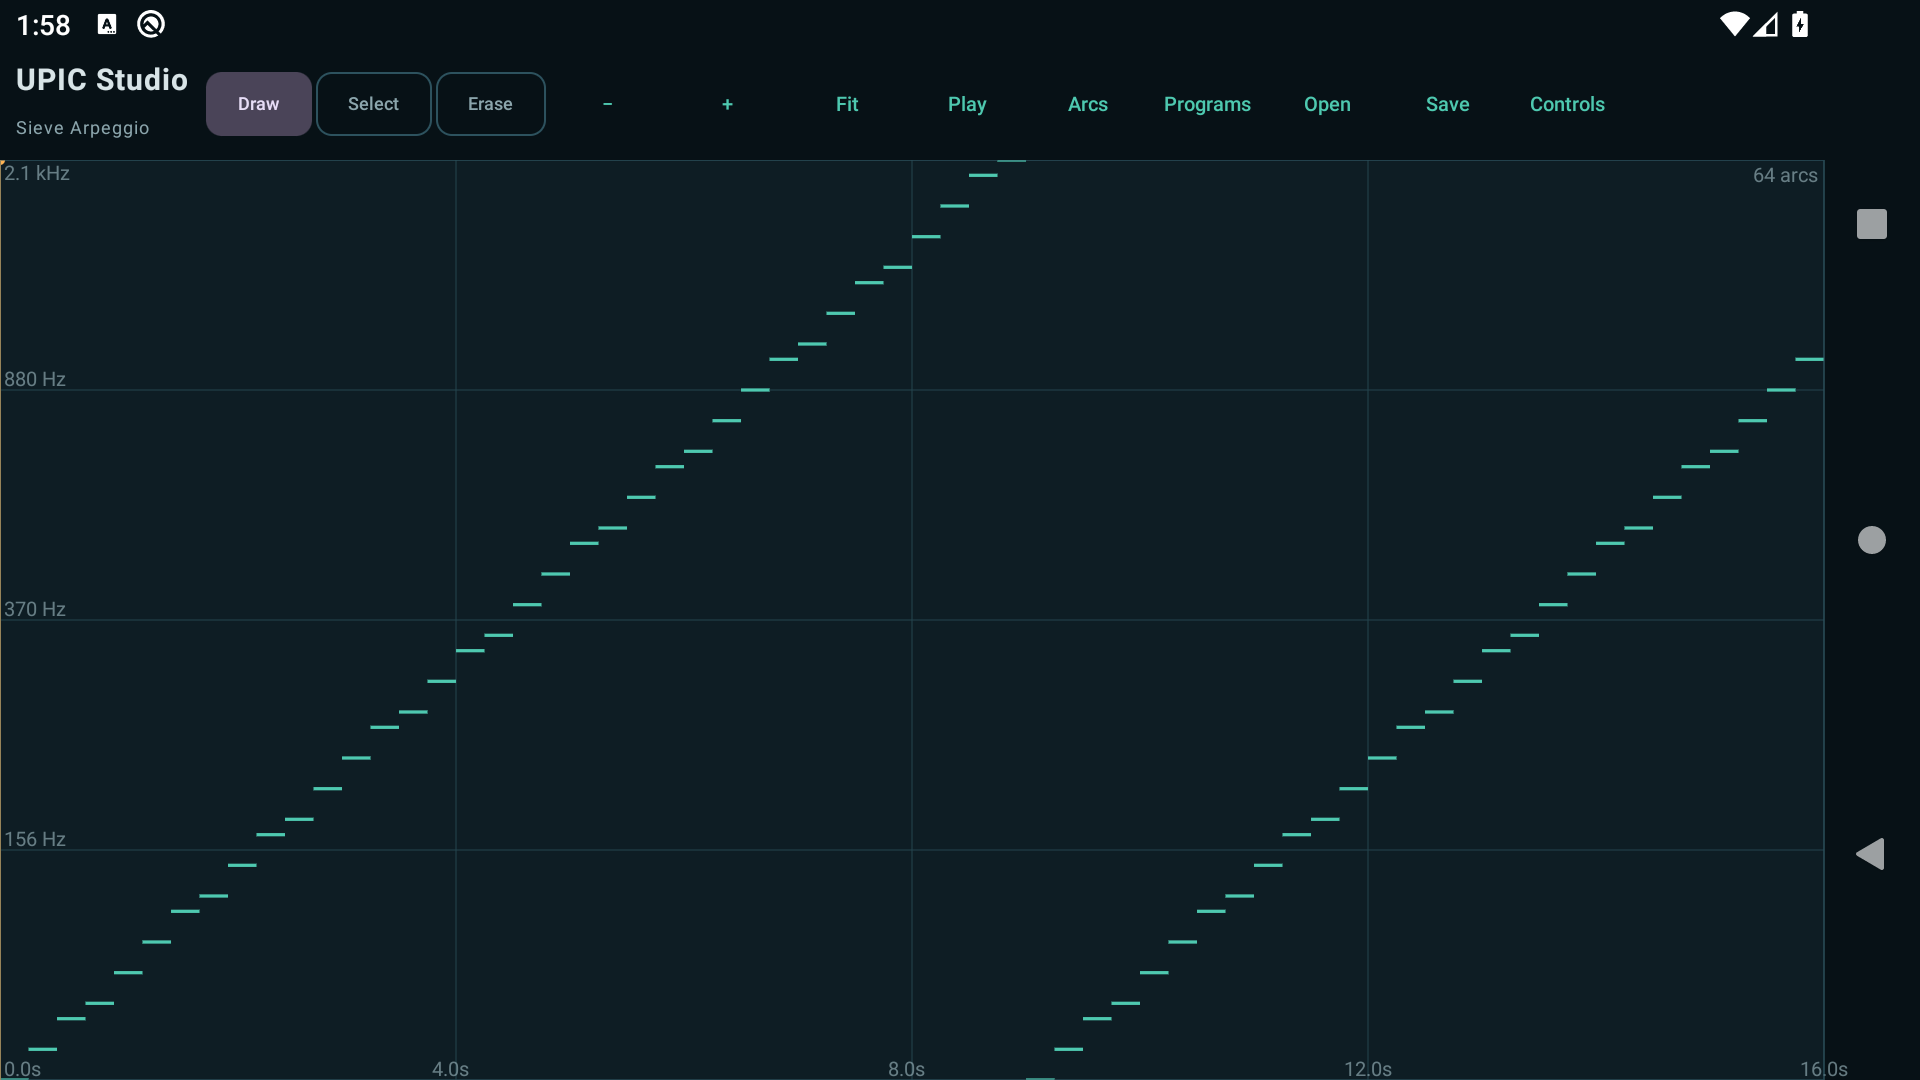 1:58
UPIC Studio
Sieve Arpeggio
Draw
Select
Erase
−
+
Fit
Play
Arcs
Programs
Open
Save
Controls
2.1 kHz
64 arcs
880 Hz
370 Hz
156 Hz
0.0s
4.0s
8.0s
12.0s
16.0s